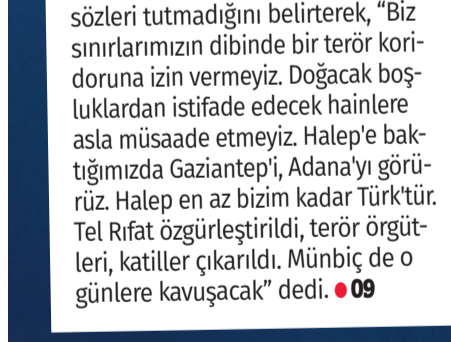 sözleri tutmadığını belirterek, “Biz
sınırlarımızın dibinde bir terör kori-
doruna izin vermeyiz. Doğacak boş-
luklardan istifade edecek hainlere
asla müsaade etmeyiz. Halep'e bak-
tığımızda Gaziantep'i, Adana'yı görü-
rüz. Halep en az bizim kadar Türk'tür.
Tel Rıfat özgürleştirildi, terör örgüt-
leri, katiller çıkarıldı. Münbiç de o
günlere kavuşacak” dedi. ● 09